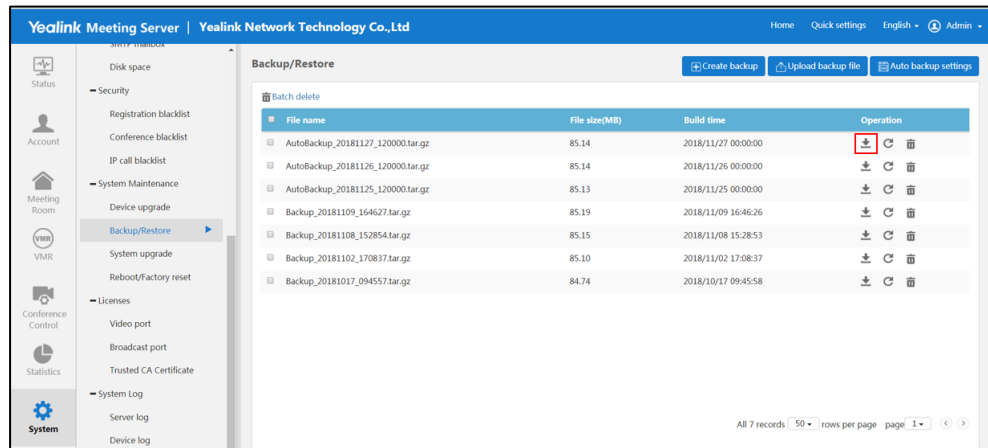 Yealink Meeting Server | Yealink Network Technology Co.,Ltd
Home Quick settings English Admin
Status
Account
Meeting
Room
VMR
VMR
Conference
Control
Statistics
System
SMTP mailbox
Disk space
Security
Registration blacklist
Conference blacklist
IP call blacklist
System Maintenance
Device upgrade
Backup/Restore
System upgrade
Reboot/Factory reset
Licenses
Video port
Broadcast port
Trusted CA Certificate
System Log
Server log
Device log
Backup/Restore
Create backup Upload backup file Auto backup settings
Batch delete
File name File size(MB) Build time Operation
AutoBackup_20181127_120000.tar.gz 85.14 2018/11/27 00:00:00
AutoBackup_20181126_120000.tar.gz 85.14 2018/11/26 00:00:00
AutoBackup_20181125_120000.tar.gz 85.13 2018/11/25 00:00:00
Backup_20181109_164627.tar.gz 85.19 2018/11/09 16:46:26
Backup_20181108_152854.tar.gz 85.15 2018/11/08 15:28:53
Backup_20181102_170837.tar.gz 85.10 2018/11/02 17:08:37
Backup_20181017_094557.tar.gz 84.74 2018/10/17 09:45:58
All 7 records 50 rows per page page 1